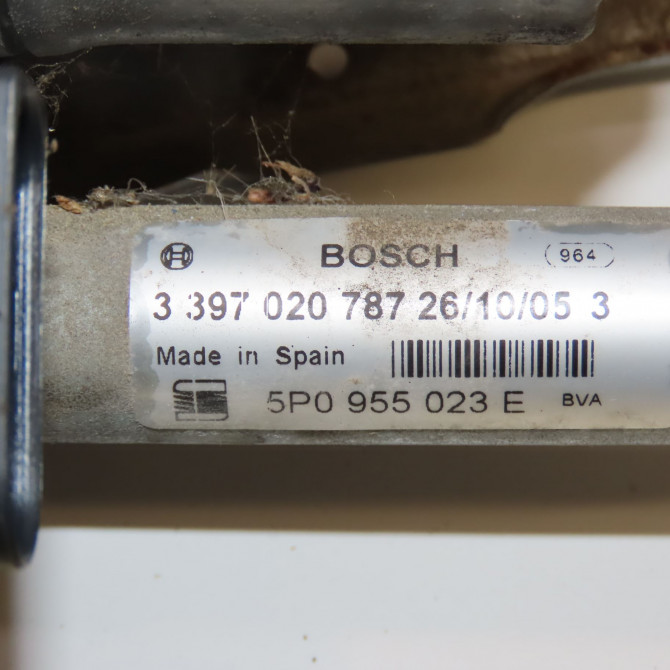 BOSCH 964
3 397 020 787 26/10/05 3
Made in Spain
5P0 955 023 E BVA